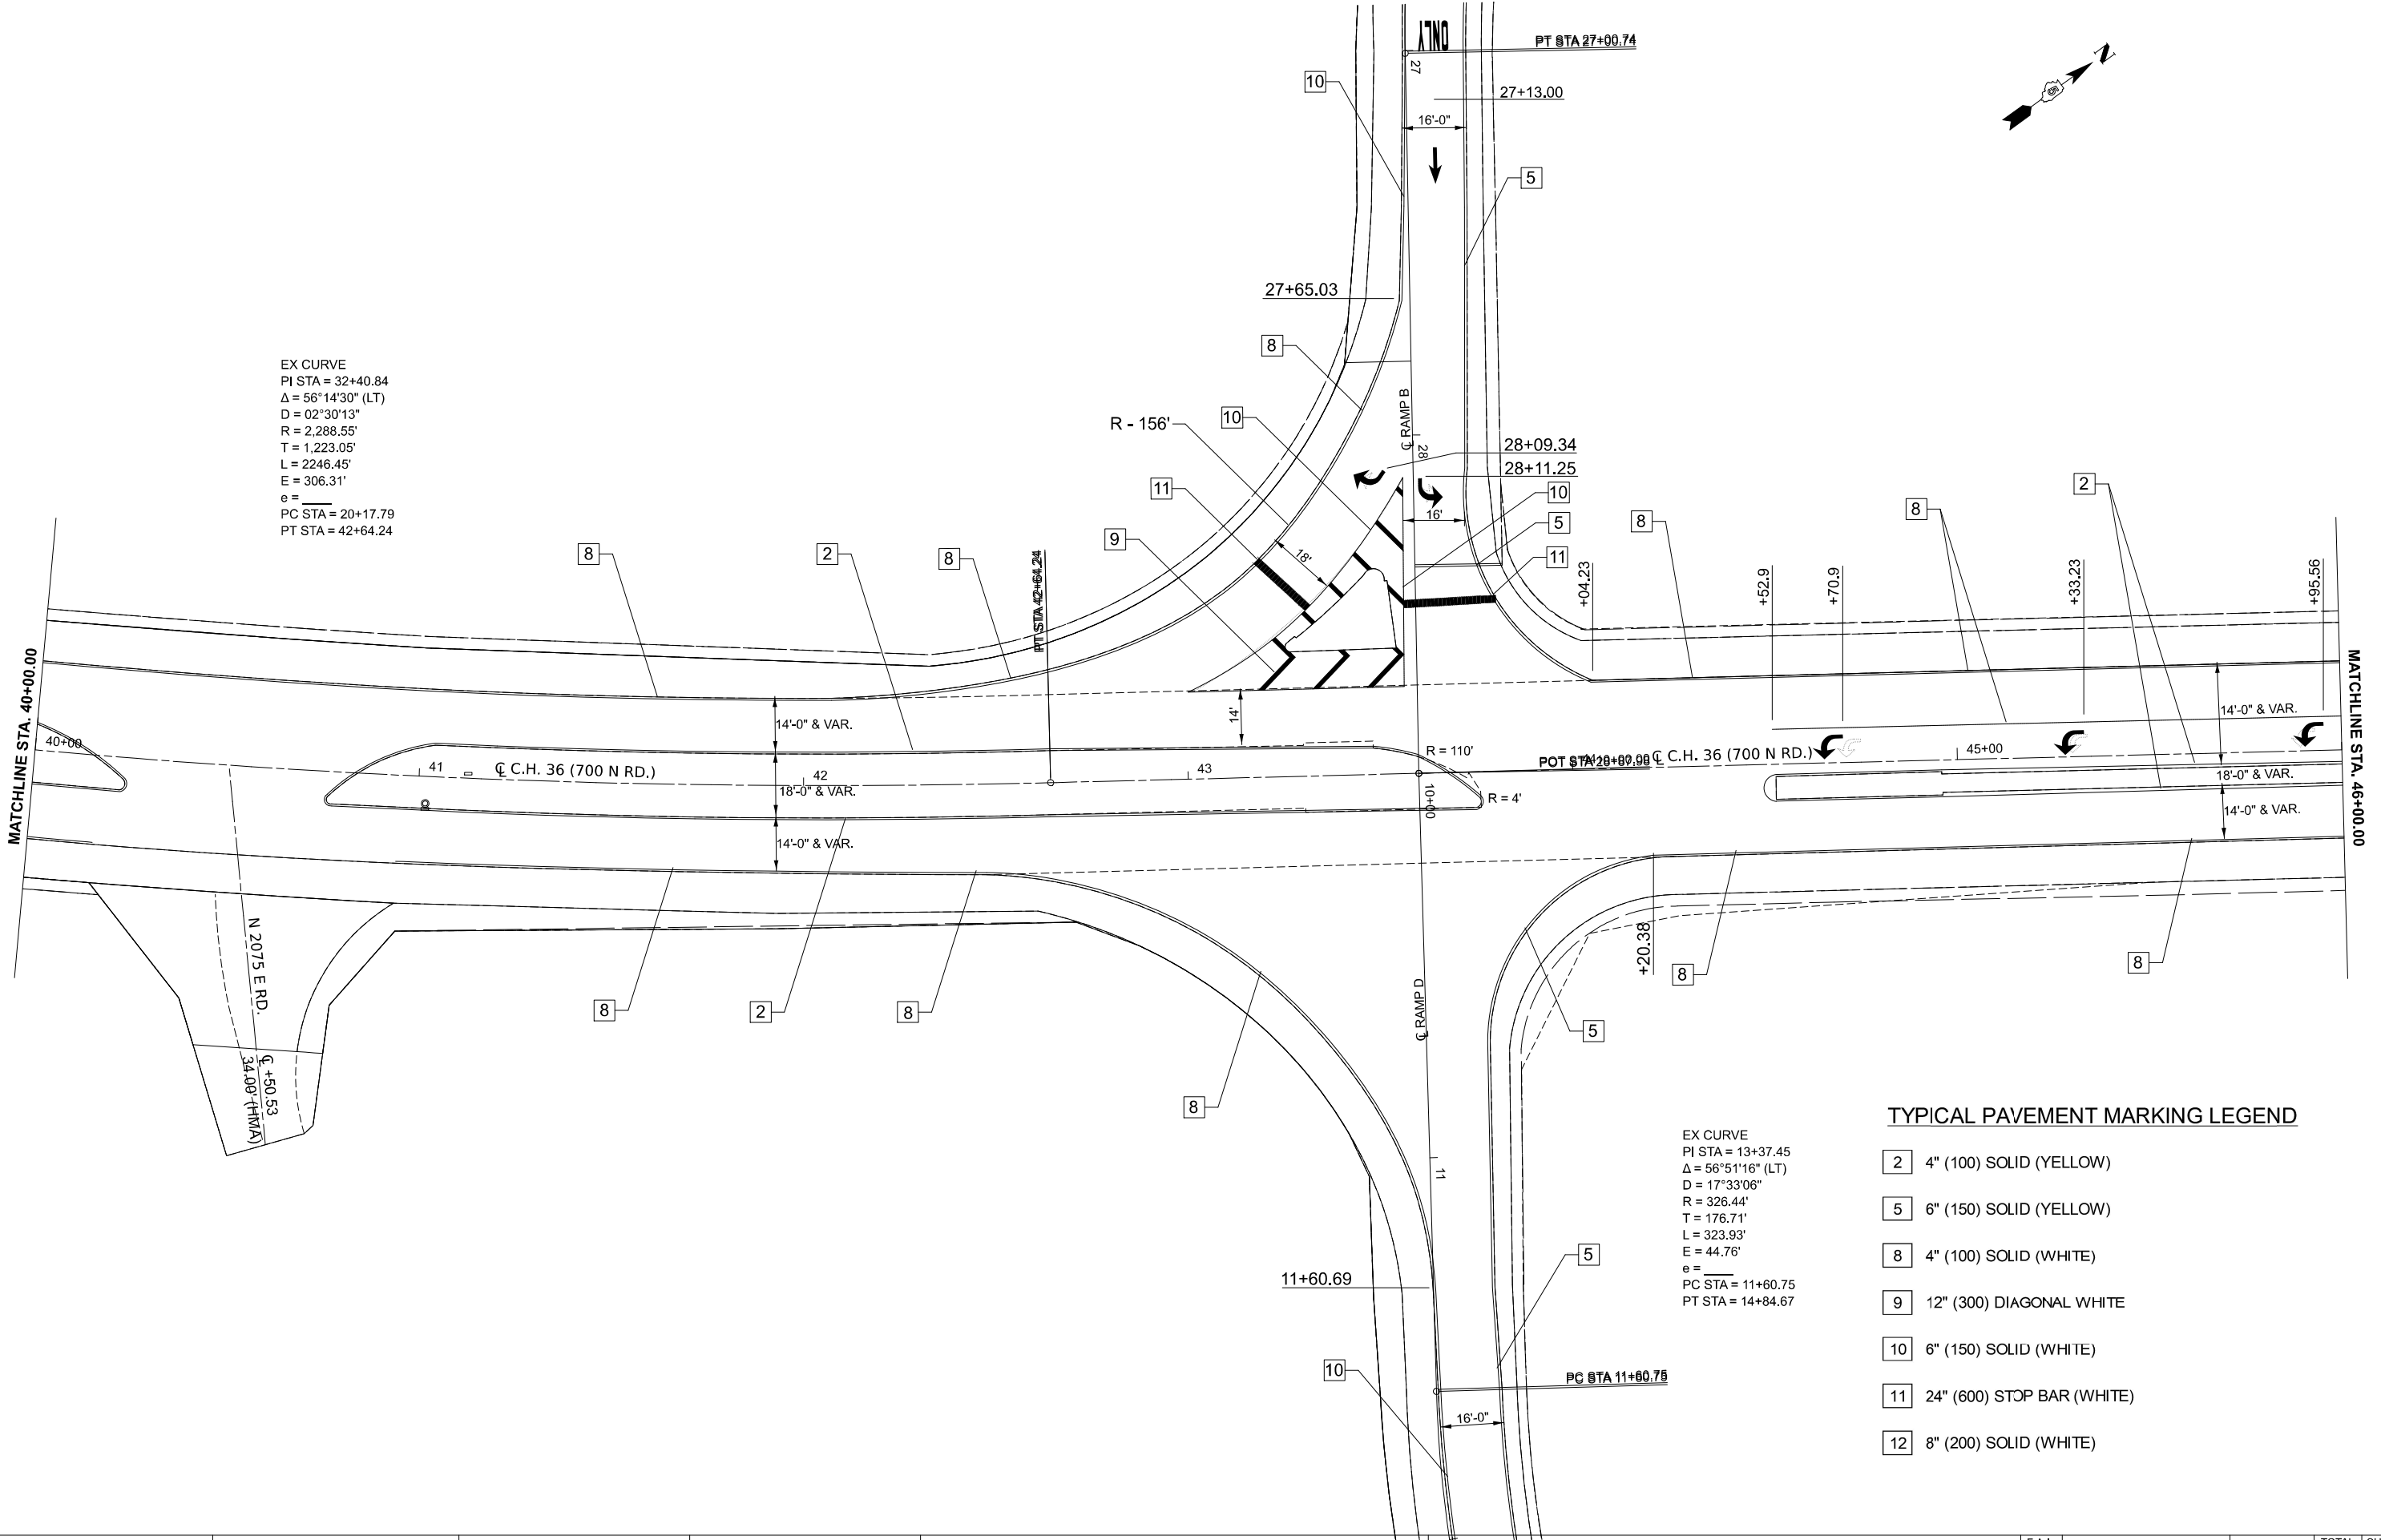 ONLY
PT STA 27+00.74
N
5
27
10
27+13.00
16'-0"
5
27+65.03
8
EX CURVE
PI STA = 32+40.84
Δ = 56°14'30" (LT)
D = 02°30'13"
R = 2,288.55'
T = 1,223.05'
L = 2246.45'
E = 306.31'
e = ____
PC STA = 20+17.79
PT STA = 42+64.24
R - 156'
10
℄ RAMP B
28
28+09.34
28+11.25
11
10
16'
5
9
18'
11
8
2
8
PT STA 42+64.24
8
8
2
+04.23
+52.9
+70.9
+33.23
+95.56
MATCHLINE STA. 40+00.00
MATCHLINE STA. 46+00.00
40+00
14'-0" & VAR.
14'
14'-0" & VAR.
41
℄ C.H. 36 (700 N RD.)
42
43
R = 110'
℄ C.H. 36 (700 N RD.)
45+00
18'-0" & VAR.
10+00
R = 4'
18'-0" & VAR.
14'-0" & VAR.
14'-0" & VAR.
N 2075 E RD.
℄ +50.53
34.00' (HMA)
8
2
8
℄ RAMP D
+20.38
8
8
5
8
11
11+60.69
5
10
PC STA 11+60.75
16'-0"
EX CURVE
PI STA = 13+37.45
Δ = 56°51'16" (LT)
D = 17°33'06"
R = 326.44'
T = 176.71'
L = 323.93'
E = 44.76'
e = ____
PC STA = 11+60.75
PT STA = 14+84.67
TYPICAL PAVEMENT MARKING LEGEND
2 4" (100) SOLID (YELLOW)
5 6" (150) SOLID (YELLOW)
8 4" (100) SOLID (WHITE)
9 12" (300) DIAGONAL WHITE
10 6" (150) SOLID (WHITE)
11 24" (600) STOP BAR (WHITE)
12 8" (200) SOLID (WHITE)